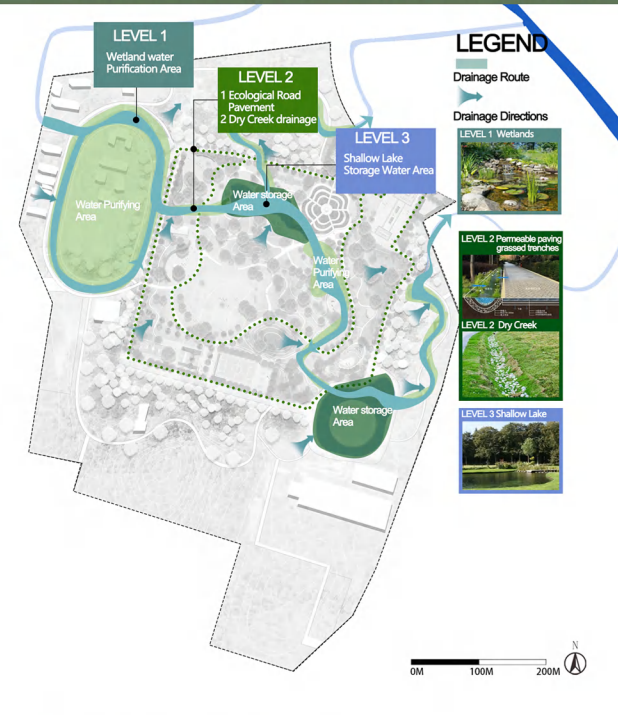 LEVEL 1
Wetland water
Purification Area
LEVEL 2
1 Ecological Road
Pavement
2 Dry Creek drainage
LEVEL 3
Shallow Lake
Storage Water Area
Water Purifying
Area
Water storage
Area
Water
Purifying
Area
Water storage
Area
LEGEND
Drainage Route
Drainage Directions
LEVEL 1 Wetlands
LEVEL 2 Permeable paving
grassed trenches
LEVEL 2 Dry Creek
LEVEL 3 Shallow Lake
N
0M 100M 200M